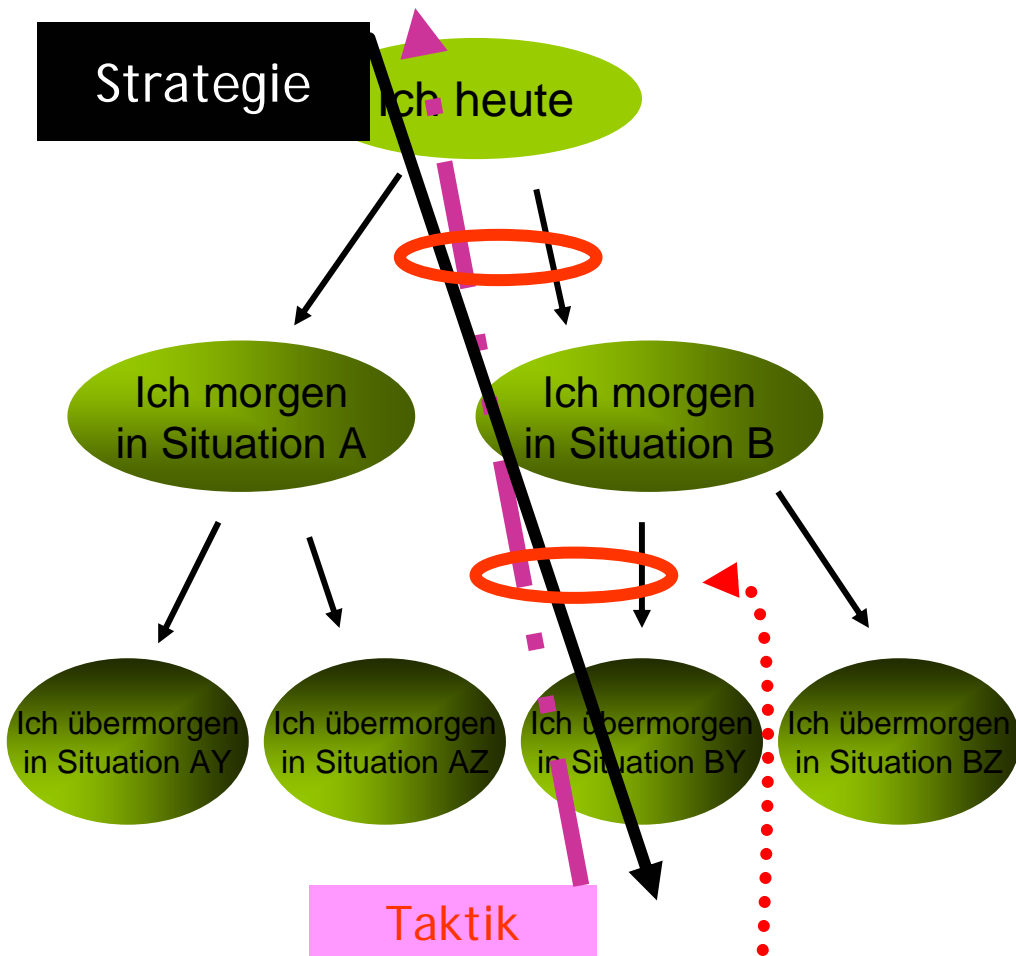 Strategie
Ich heute
Ich morgen
in Situation A
Ich morgen
in Situation B
Ich übermorgen
in Situation AY
Ich übermorgen
in Situation AZ
Ich übermorgen
in Situation BY
Ich übermorgen
in Situation BZ
Taktik